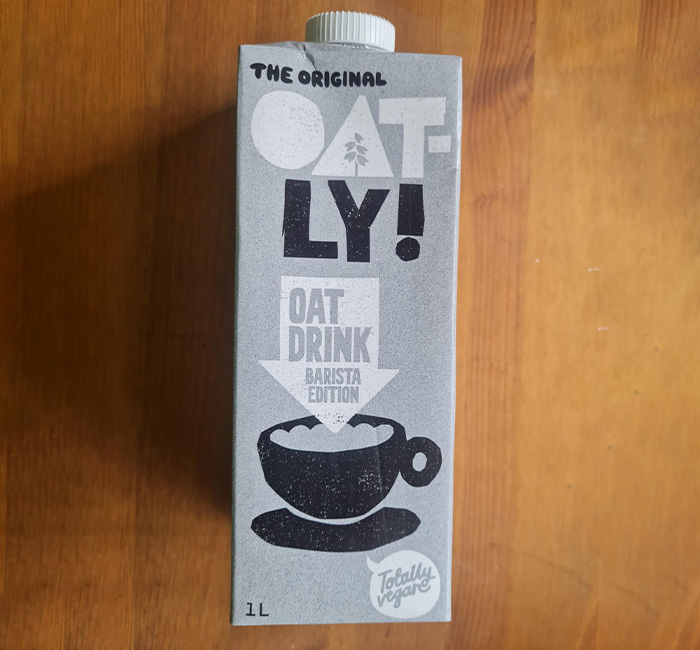 THE ORIGINAL
OAT-
LY!
OAT
DRINK
BARISTA
EDITION
Totally
vegan
1L